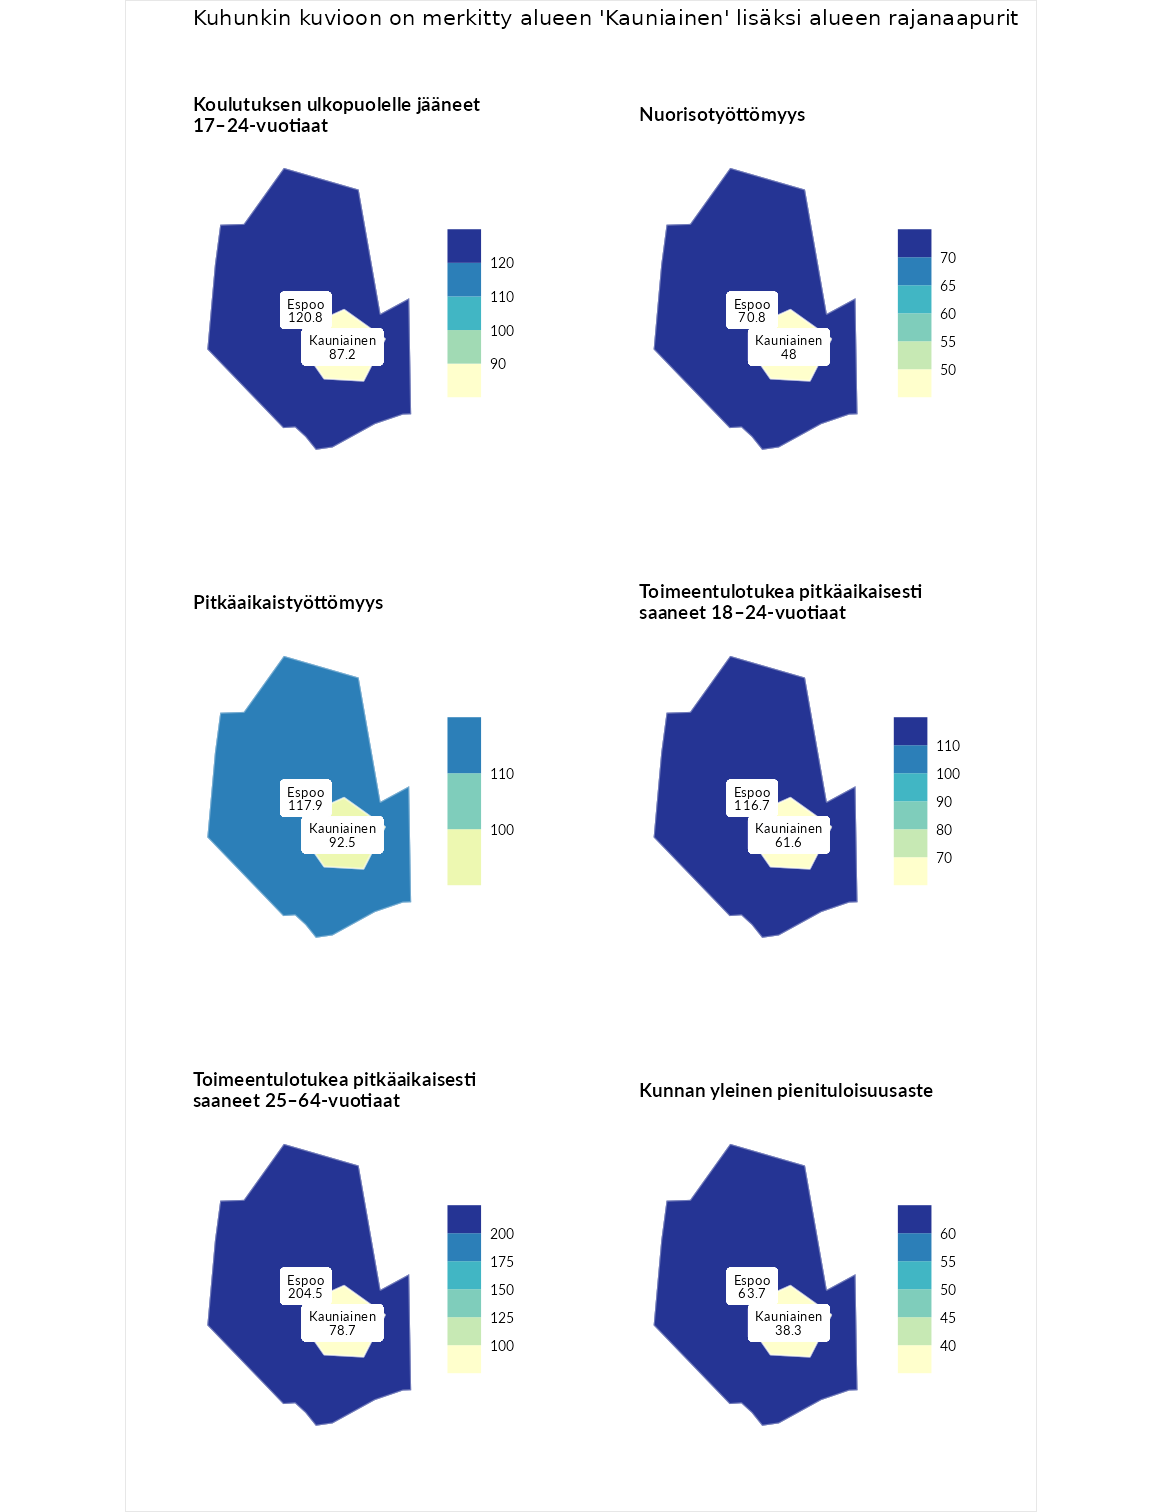 Kuhunkin kuvioon on merkitty alueen 'Kauniainen' lisäksi alueen rajanaapurit
Koulutuksen ulkopuolelle jääneet
17–24-vuotiaat
Espoo
120.8
Kauniainen
87.2
120
110
100
90
Nuorisotyöttömyys
Espoo
70.8
Kauniainen
48
70
65
60
55
50
Pitkäaikaistyöttömyys
Espoo
117.9
Kauniainen
92.5
110
100
Toimeentulotukea pitkäaikaisesti
saaneet 18–24-vuotiaat
Espoo
116.7
Kauniainen
61.6
110
100
90
80
70
Toimeentulotukea pitkäaikaisesti
saaneet 25–64-vuotiaat
Espoo
204.5
Kauniainen
78.7
200
175
150
125
100
Kunnan yleinen pienituloisuusaste
Espoo
63.7
Kauniainen
38.3
60
55
50
45
40